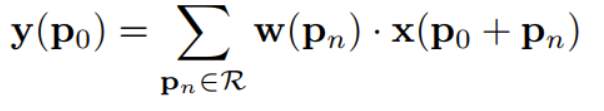 y(p₀) = ∑ w(pₙ) · x(p₀ + pₙ)
pₙ∈ℛ